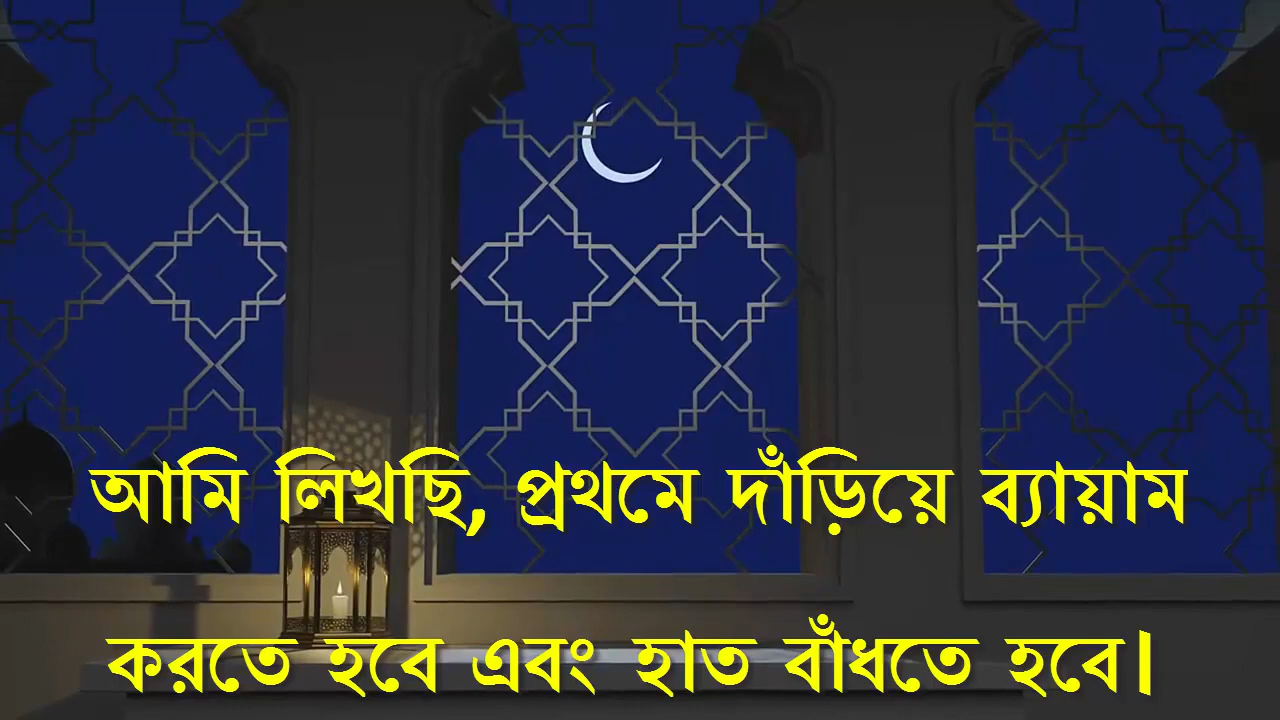 আমি লিখছি, প্রথমে দাঁড়িয়ে ব্যায়াম
করতে হবে এবং হাত বাঁধতে হবে।